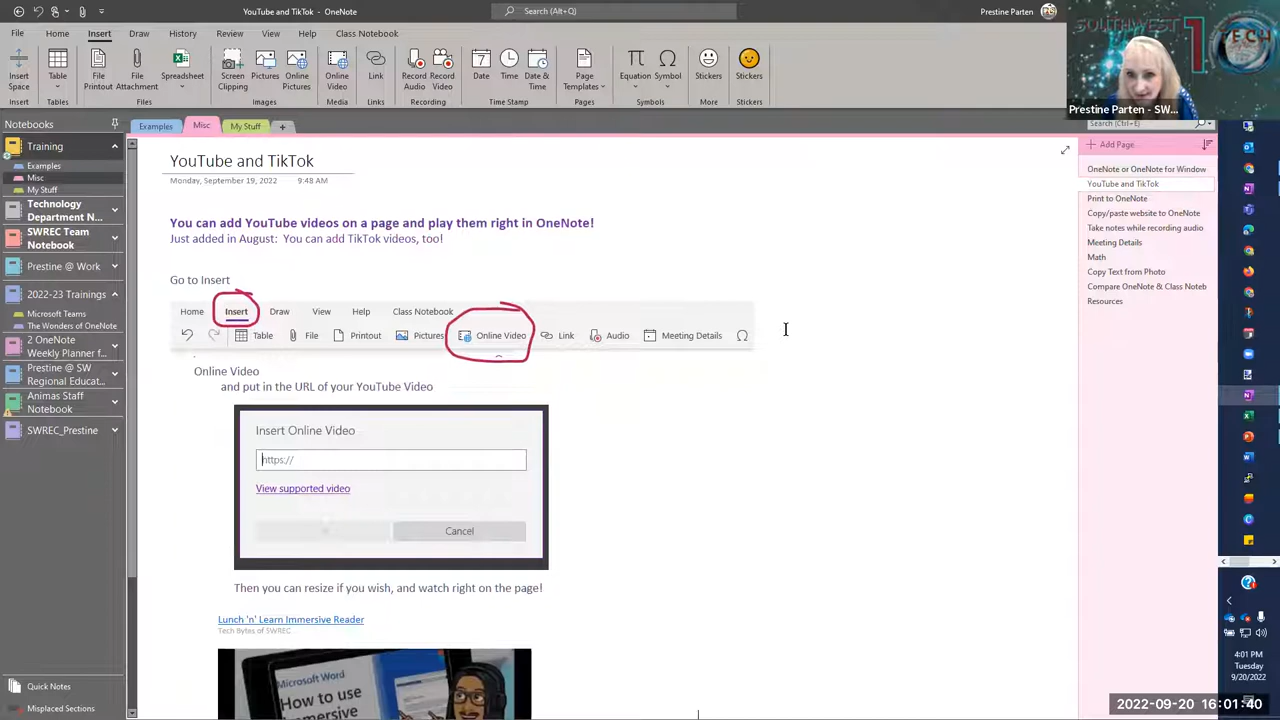 YouTube and TikTok - OneNote
Search (Alt+Q)
Prestine Parten
File Home Insert Draw History Review View Help Class Notebook
Insert Space
Table
File Printout
File Attachment
Spreadsheet
Screen Clipping
Pictures
Online Pictures
Online Video
Link
Record Audio
Record Video
Date
Time
Date & Time
Page Templates
Equation
Symbol
Stickers
Stickers
Insert Tables Files Images Media Links Recording Time Stamp Pages Symbols More Stickers
SOUTHWEST
TECH
Prestine Parten - SW...
Notebooks
Examples Misc My Stuff
Search (Ctrl+E)
Training
Examples
Misc
My Stuff
Technology Department N...
SWREC Team Notebook
Prestine @ Work
2022-23 Trainings
Microsoft Teams
The Wonders of OneNote
2 OneNote Weekly Planner f...
Prestine @ SW Regional Educat...
Animas Staff Notebook
SWREC_Prestine
Quick Notes
Misplaced Sections
YouTube and TikTok
Monday, September 19, 2022 9:48 AM
You can add YouTube videos on a page and play them right in OneNote!
Just added in August: You can add TikTok videos, too!
Go to Insert
Home Insert Draw View Help Class Notebook
Table File Printout Pictures Online Video Link Audio Meeting Details
Online Video
and put in the URL of your YouTube Video
Insert Online Video
https://
View supported video
Cancel
Then you can resize if you wish, and watch right on the page!
Lunch 'n' Learn Immersive Reader
Tech Bytes of SWREC
Microsoft Word
How to use
Immersive
Add Page
OneNote or OneNote for Window
YouTube and TikTok
Print to OneNote
Copy/paste website to OneNote
Take notes while recording audio
Meeting Details
Math
Copy Text from Photo
Compare OneNote & Class Noteb
Resources
4:01 PM
Tuesday
9/20/2022
2022-09-20 16:01:40